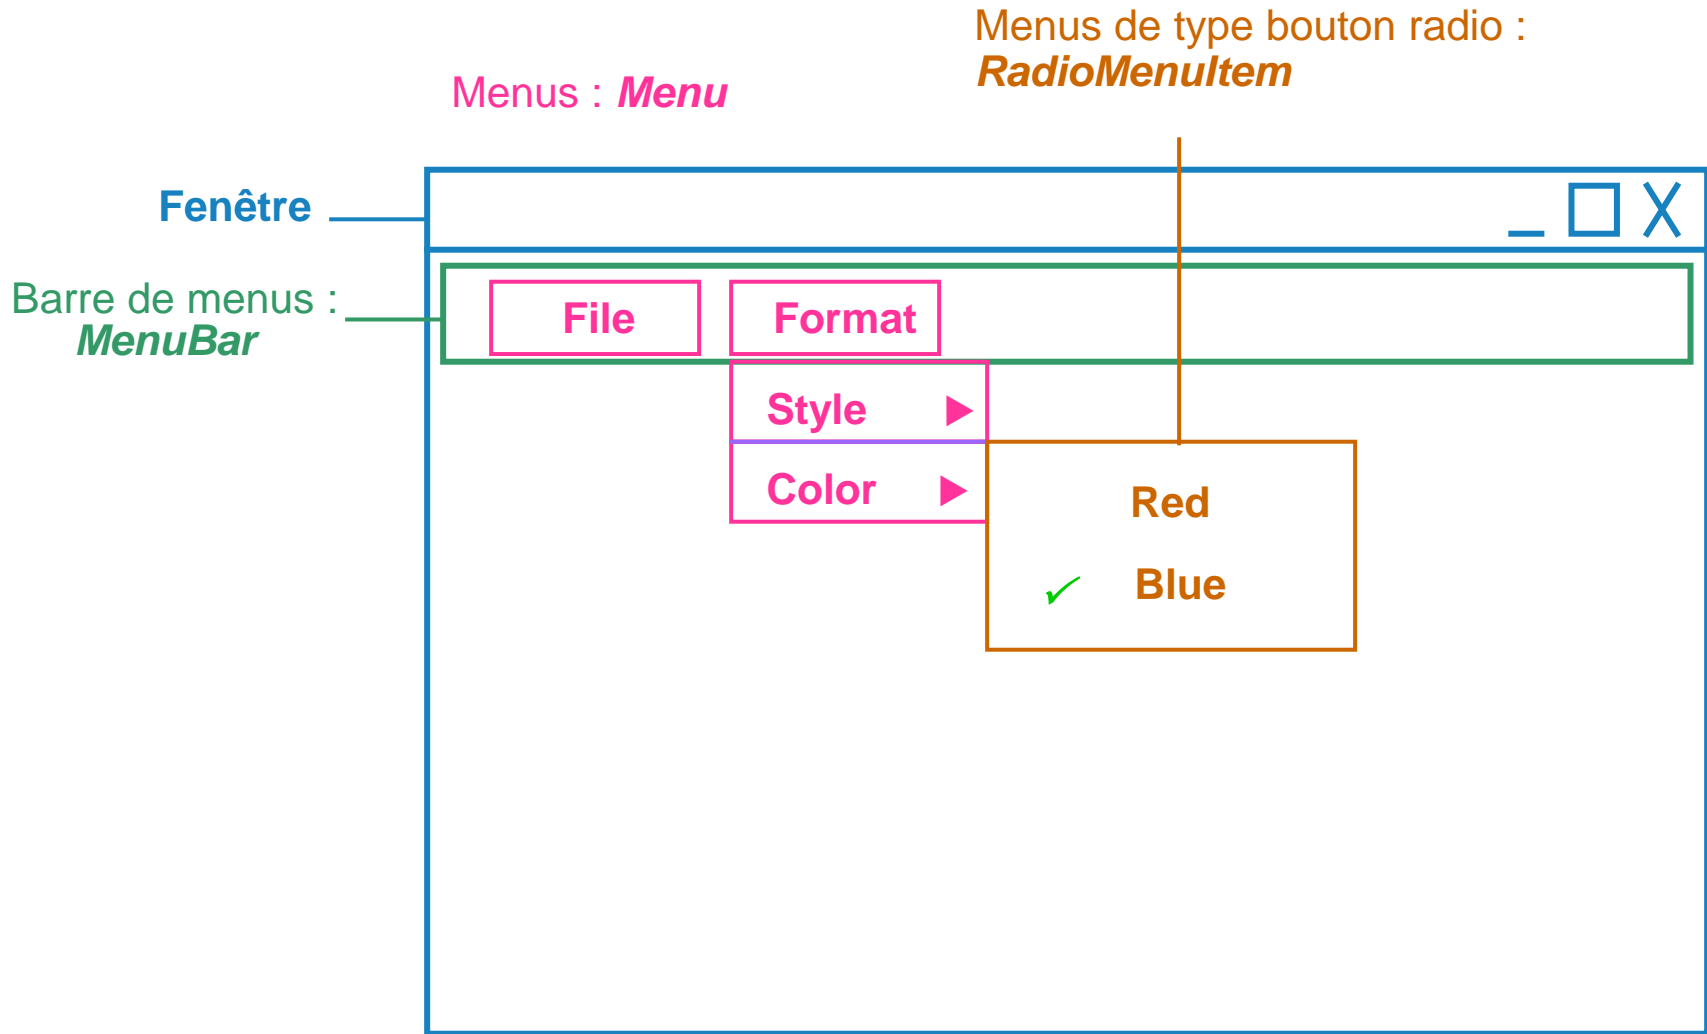 Menus de type bouton radio :
RadioMenuItem
Menus : Menu
Fenêtre
Barre de menus :
MenuBar
File
Format
Style
Color
Red
Blue